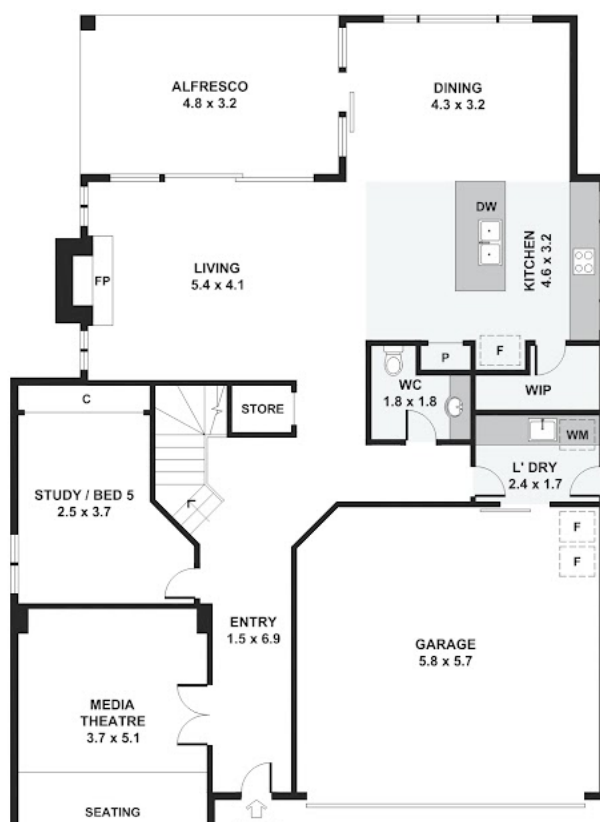 ALFRESCO
4.8 x 3.2
DINING
4.3 x 3.2
DW
KITCHEN
4.6 x 3.2
LIVING
5.4 x 4.1
FP
P
F
WIP
WC
1.8 x 1.8
C
STORE
WM
L' DRY
2.4 x 1.7
STUDY / BED 5
2.5 x 3.7
F
F
ENTRY
1.5 x 6.9
GARAGE
5.8 x 5.7
MEDIA
THEATRE
3.7 x 5.1
SEATING